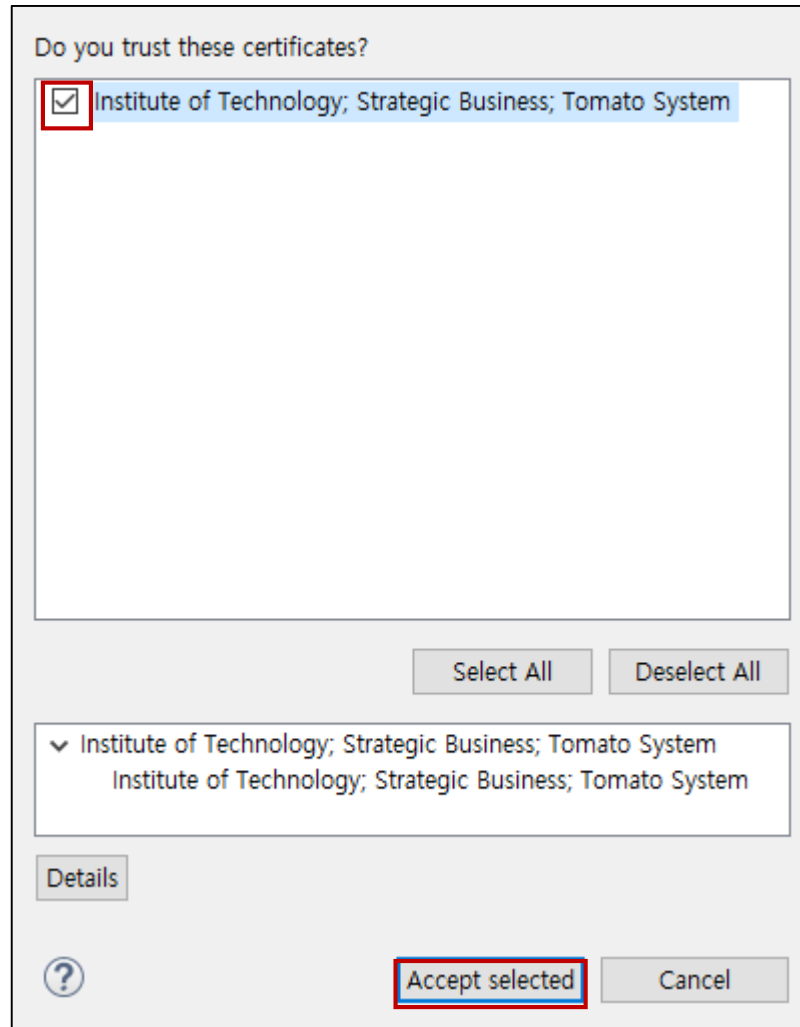 Do you trust these certificates?
Institute of Technology; Strategic Business; Tomato System
Select All
Deselect All
Institute of Technology; Strategic Business; Tomato System
Institute of Technology; Strategic Business; Tomato System
Details
?
Accept selected
Cancel